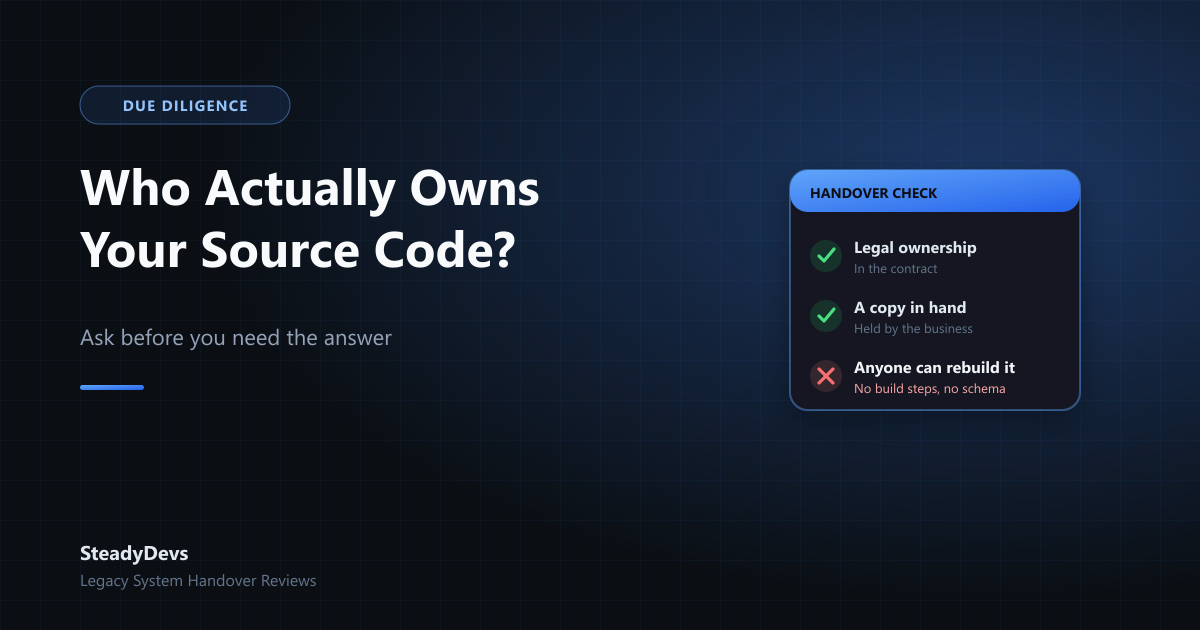 DUE DILIGENCE
Who Actually Owns
Your Source Code?
Ask before you need the answer
HANDOVER CHECK
Legal ownership
In the contract
A copy in hand
Held by the business
Anyone can rebuild it
No build steps, no schema
SteadyDevs
Legacy System Handover Reviews